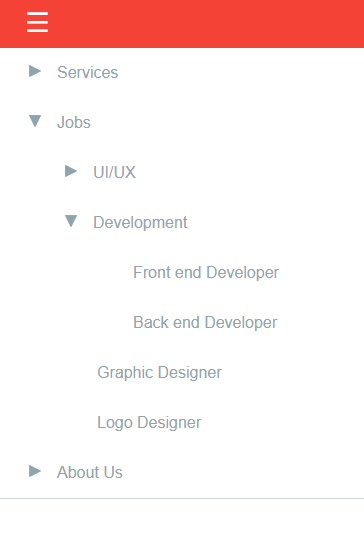 Services
Jobs
UI/UX
Development
Front end Developer
Back end Developer
Graphic Designer
Logo Designer
About Us